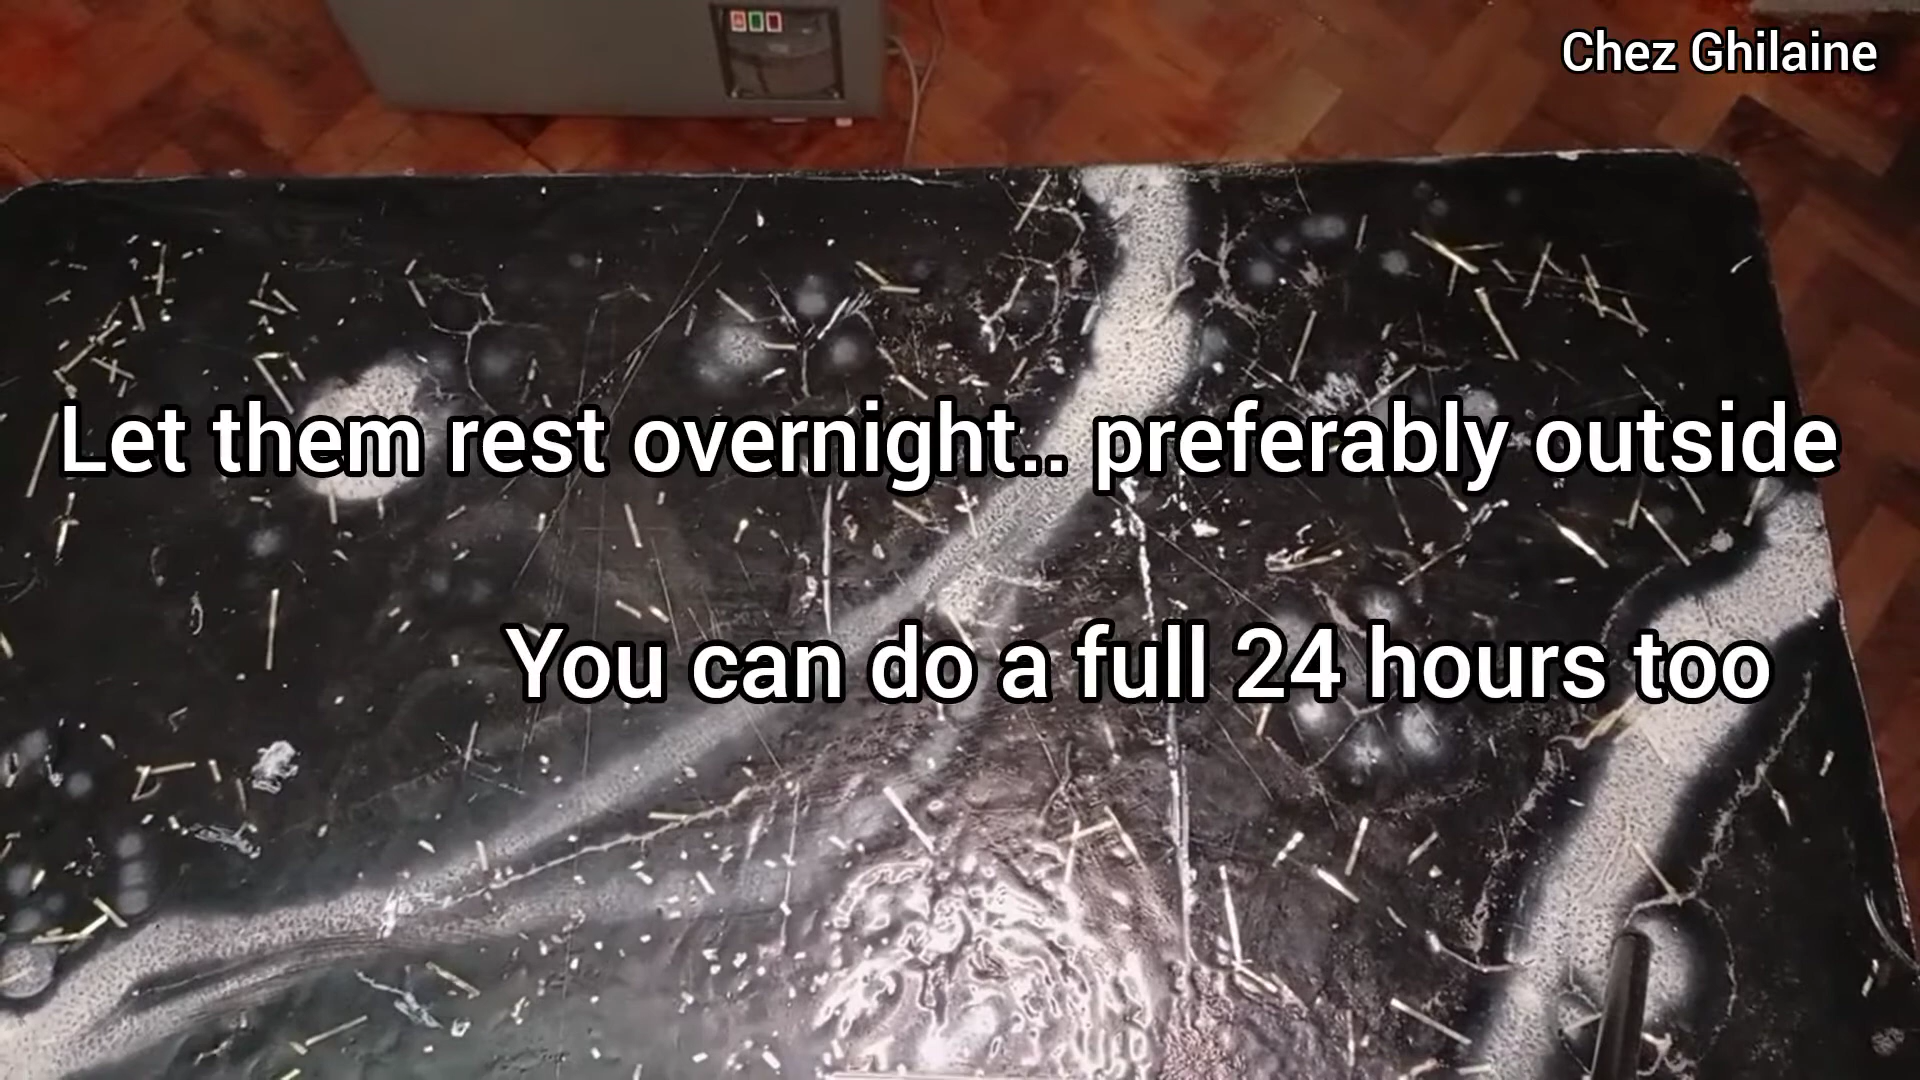 Chez Ghilaine
Let them rest overnight.. preferably outside
You can do a full 24 hours too